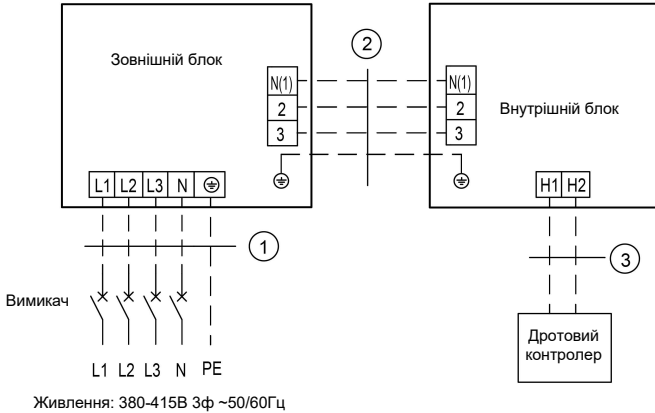 Зовнішній блок
N(1)
2
3
L1 L2 L3 N
2
N(1)
2
3
Внутрішній блок
H1 H2
1
3
Вимикач
L1 L2 L3 N PE
Дротовий
контролер
Живлення: 380-415В 3ф ~50/60Гц